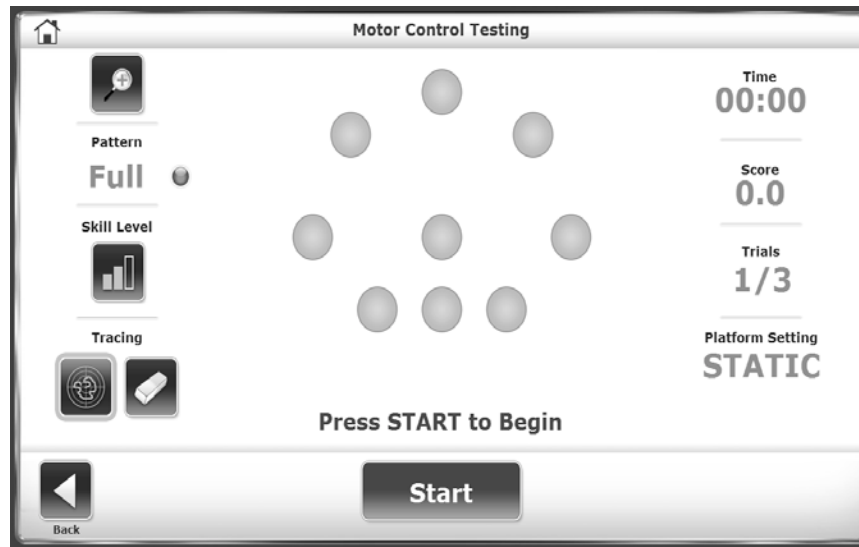 Motor Control Testing
Pattern
Full
Skill Level
Tracing
Time
00:00
Score
0.0
Trials
1/3
Platform Setting
STATIC
Press START to Begin
Back
Start